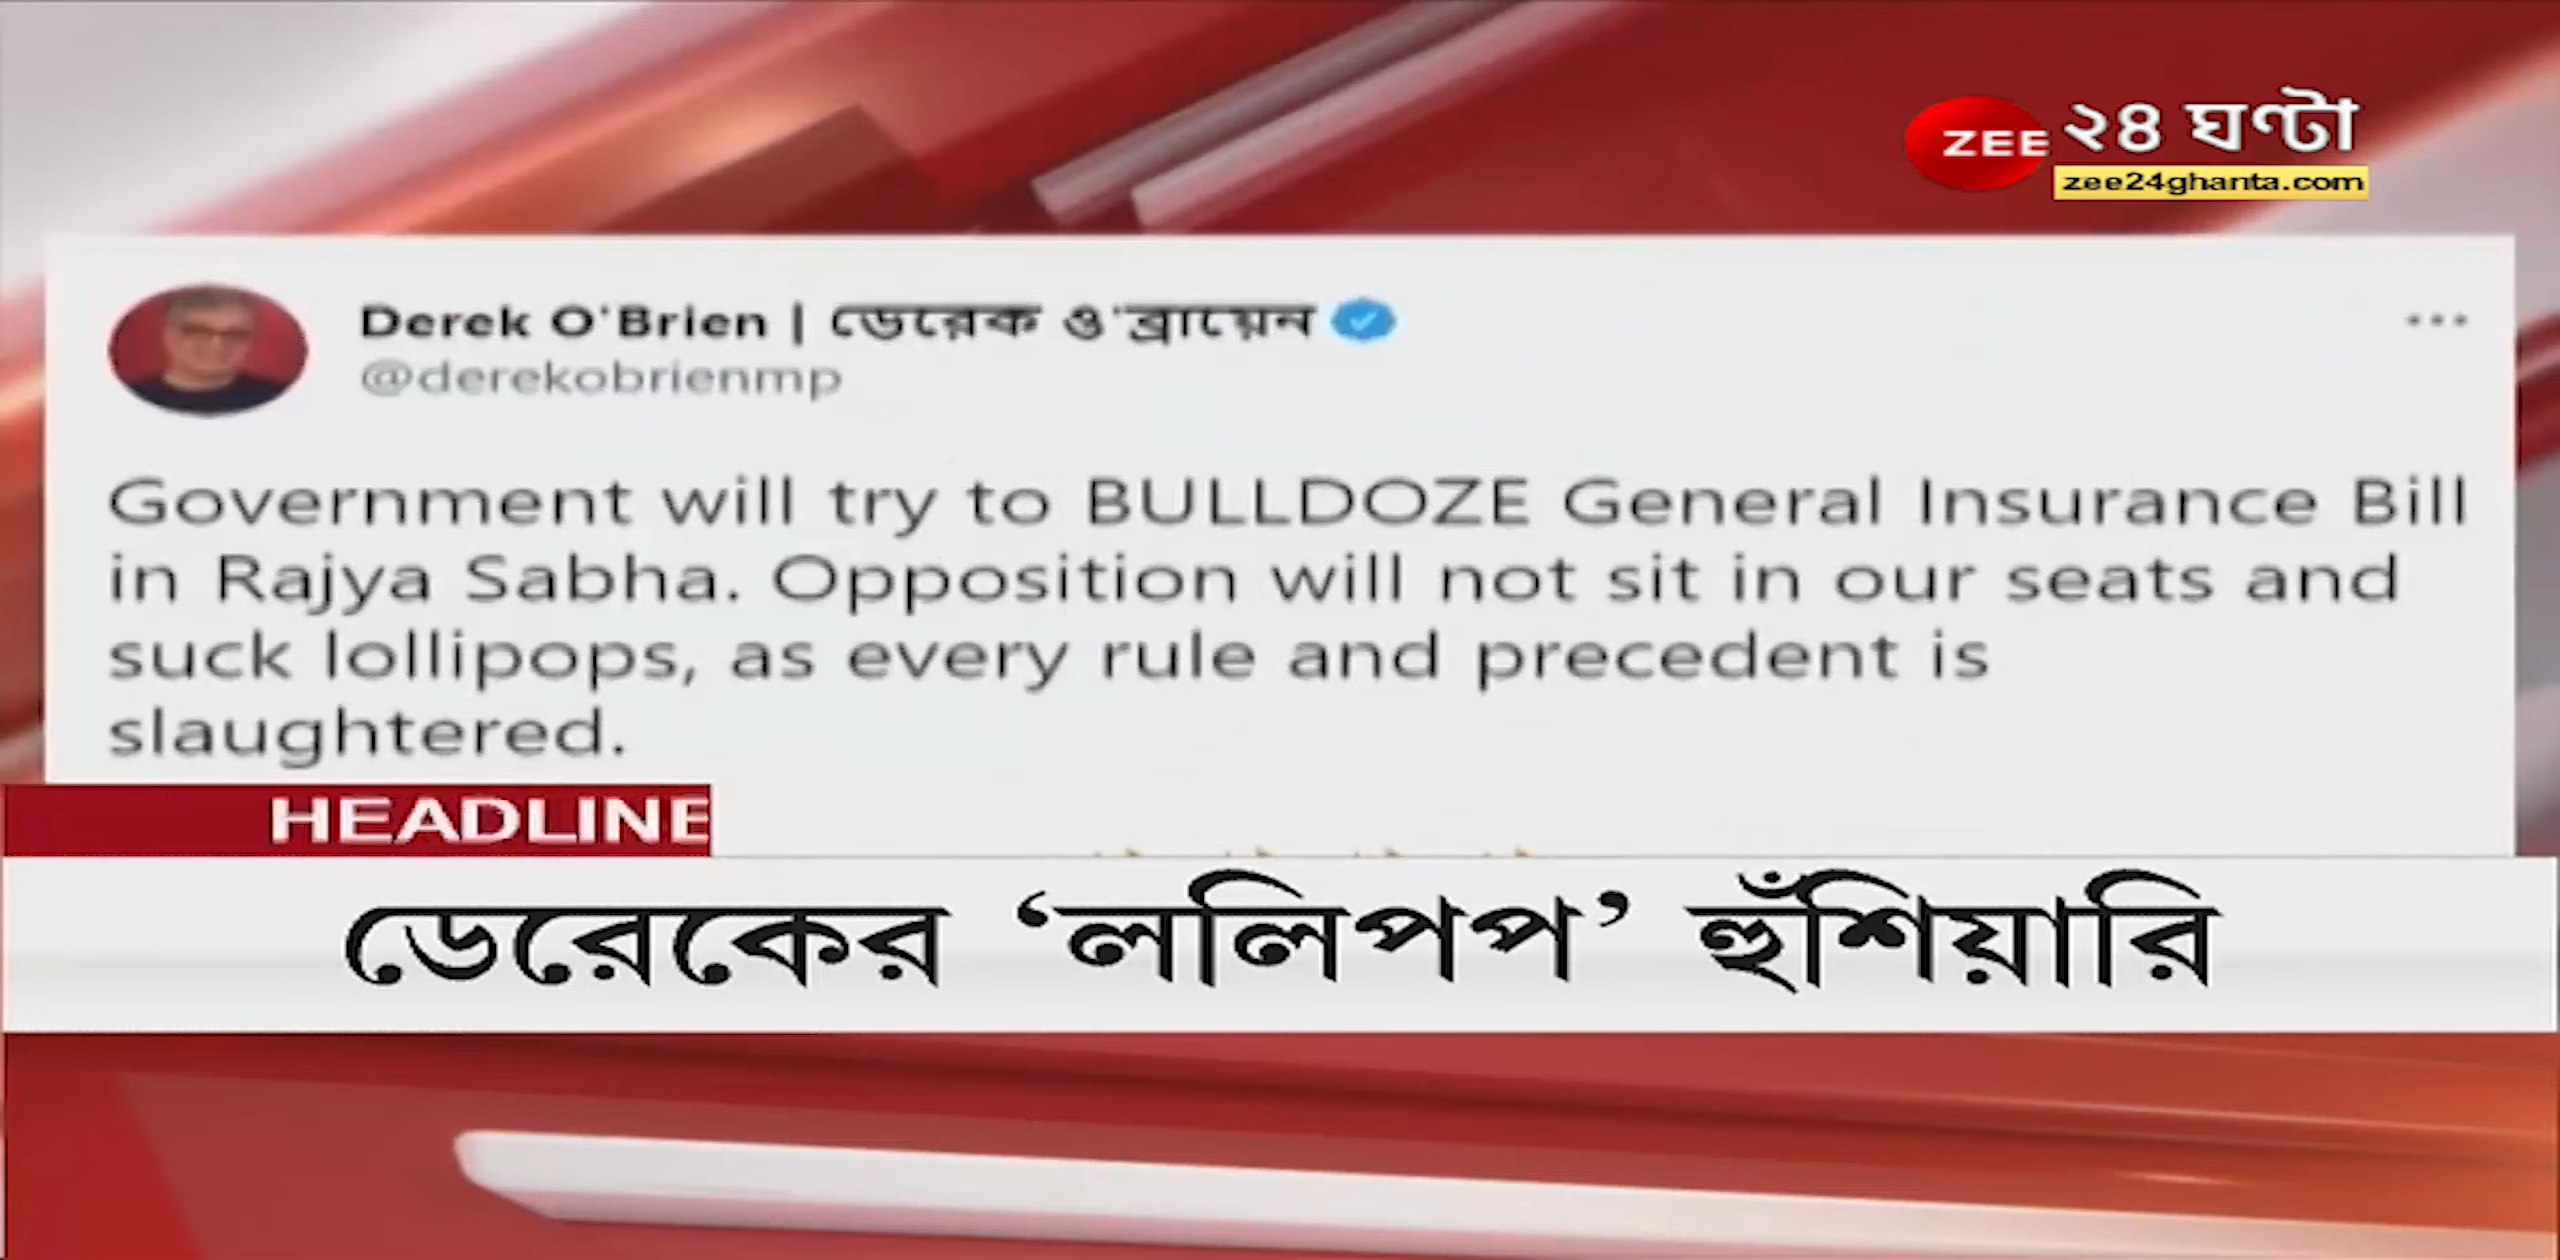 ZEE ২৪ ঘণ্টা
zee24ghanta.com
Derek O'Brien | ডেরেক ও'ব্রায়েন
@derekobrienmp
Government will try to BULLDOZE General Insurance Bill
in Rajya Sabha. Opposition will not sit in our seats and
suck lollipops, as every rule and precedent is
slaughtered.
HEADLINE
ডেরেকের ‘ললিপপ’ হুঁশিয়ারি